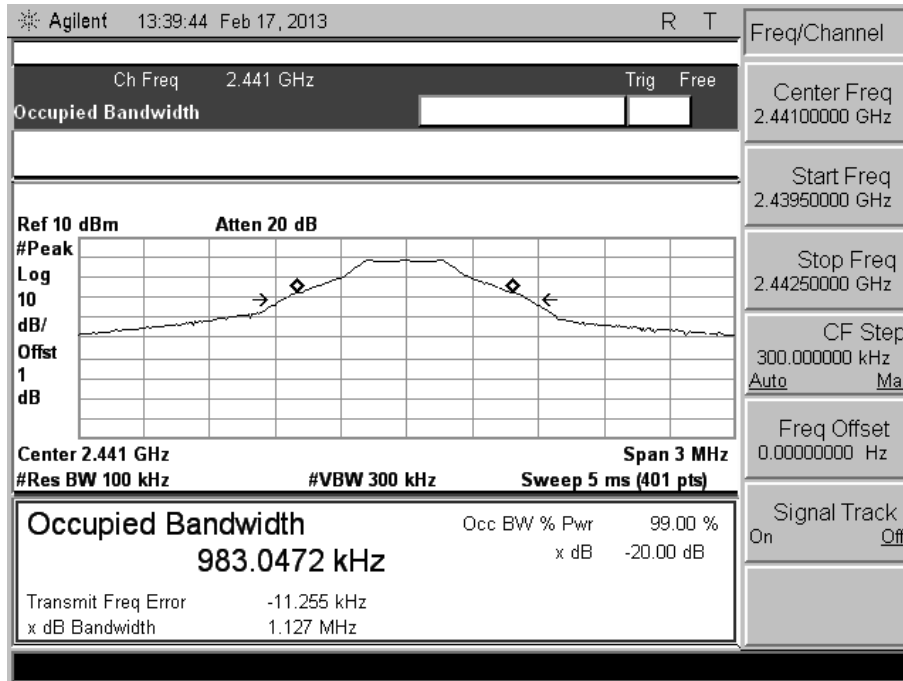 Agilent 13:39:44 Feb 17, 2013 R T
Freq/Channel
Ch Freq 2.441 GHz Trig Free
Occupied Bandwidth
Center Freq
2.44100000 GHz
Start Freq
2.43950000 GHz
Stop Freq
2.44250000 GHz
CF Step
300.000000 kHz
Auto Ma
Freq Offset
0.00000000 Hz
Signal Track
On Off
Ref 10 dBm Atten 20 dB
#Peak
Log
10
dB/
Offst
1
dB
Center 2.441 GHz Span 3 MHz
#Res BW 100 kHz #VBW 300 kHz Sweep 5 ms (401 pts)
Occupied Bandwidth
983.0472 kHz
Occ BW % Pwr 99.00 %
x dB -20.00 dB
Transmit Freq Error -11.255 kHz
x dB Bandwidth 1.127 MHz